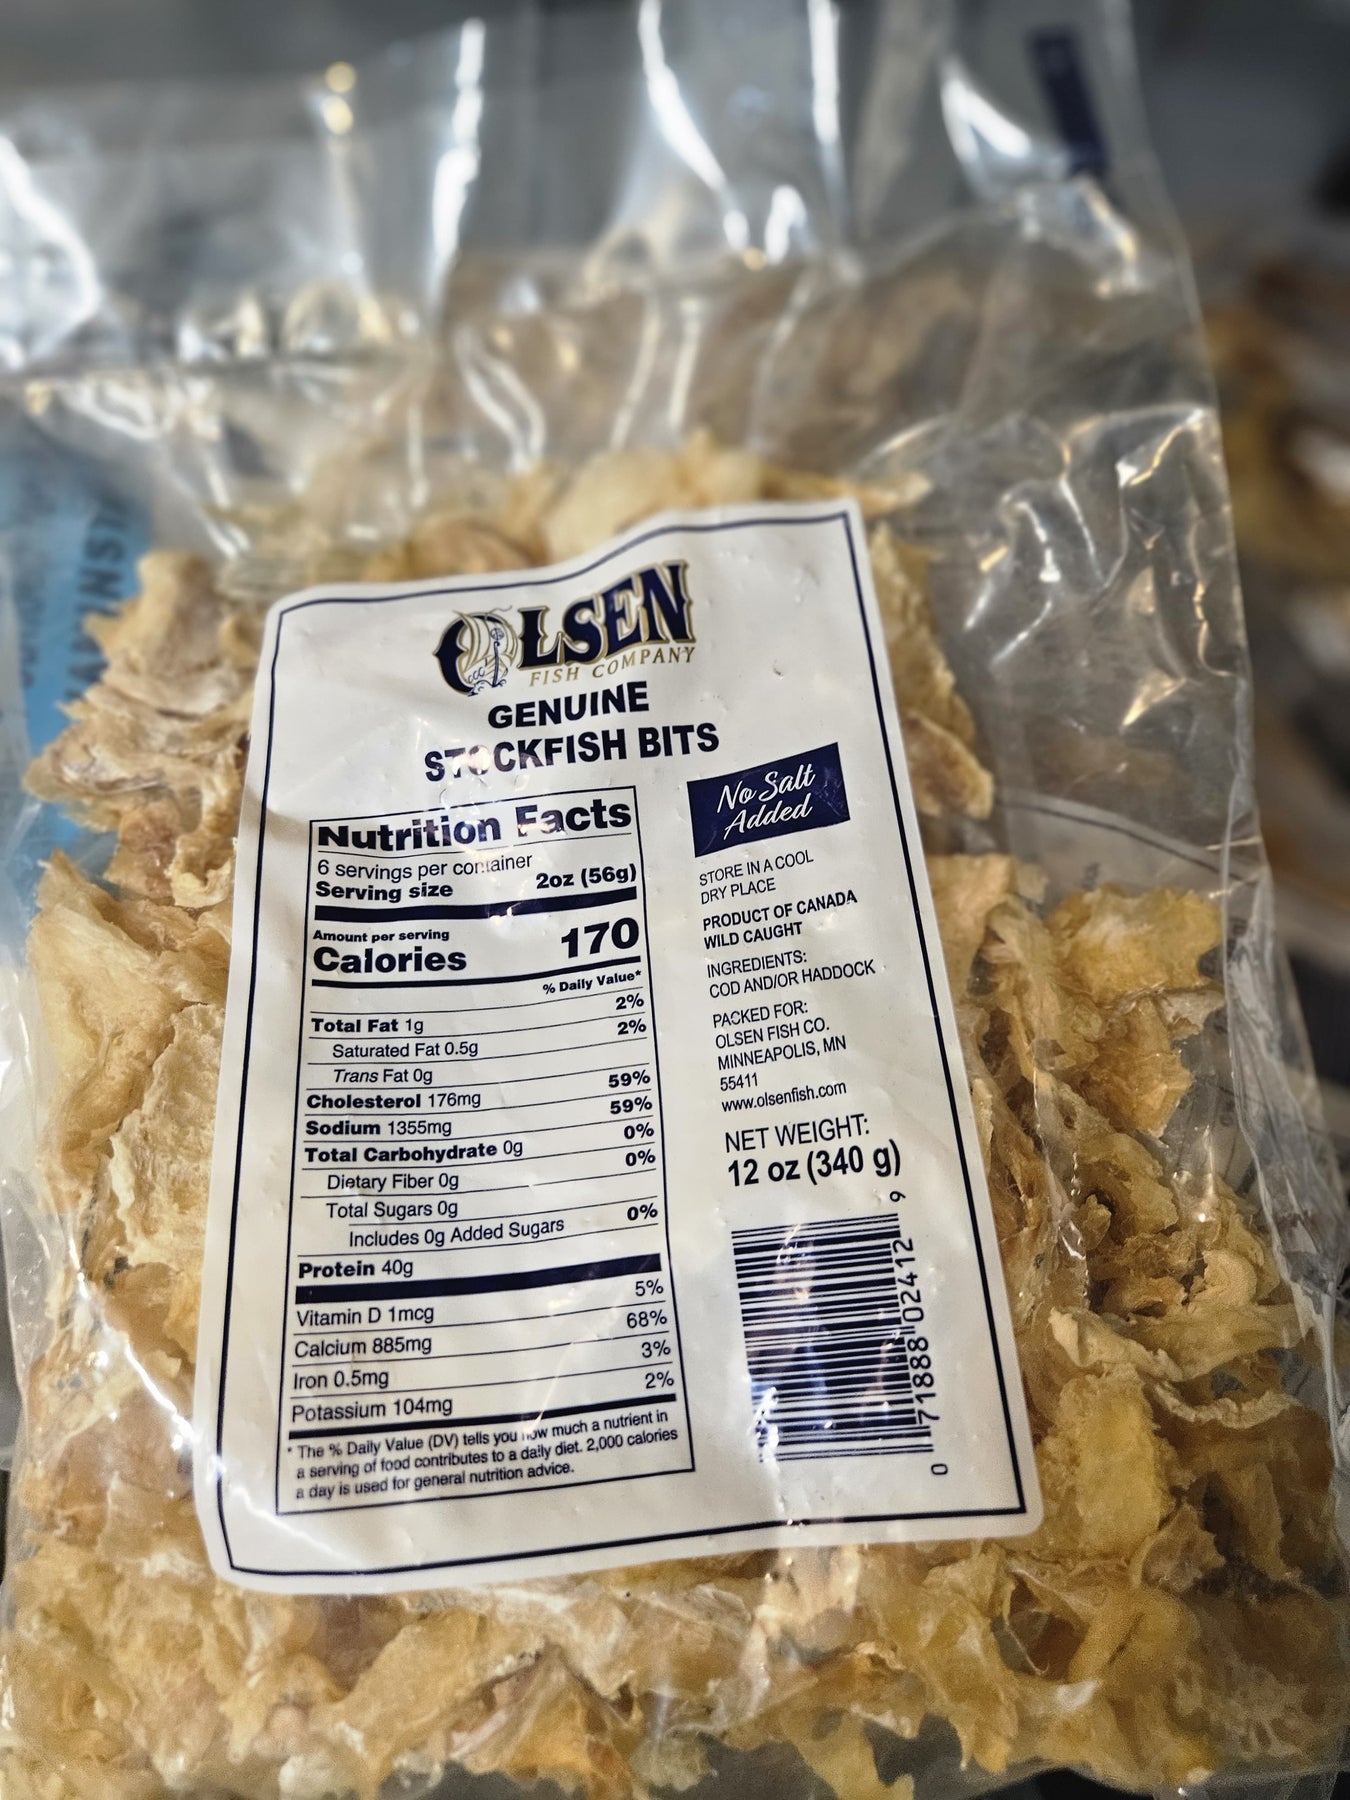 OLSEN
FISH COMPANY
GENUINE
STOCKFISH BITS
Nutrition Facts
6 servings per container
Serving size 2oz (56g)
Amount per serving
Calories 170
% Daily Value*
Total Fat 1g 2%
Saturated Fat 0.5g 2%
Trans Fat 0g
Cholesterol 176mg 59%
Sodium 1355mg 59%
Total Carbohydrate 0g 0%
Dietary Fiber 0g 0%
Total Sugars 0g
Includes 0g Added Sugars 0%
Protein 40g
Vitamin D 1mcg 5%
Calcium 885mg 68%
Iron 0.5mg 3%
Potassium 104mg 2%
* The % Daily Value (DV) tells you how much a nutrient in
a serving of food contributes to a daily diet. 2,000 calories
a day is used for general nutrition advice.
No Salt
Added
STORE IN A COOL
DRY PLACE
PRODUCT OF CANADA
WILD CAUGHT
INGREDIENTS:
COD AND/OR HADDOCK
PACKED FOR:
OLSEN FISH CO.
MINNEAPOLIS, MN
55411
www.olsenfish.com
NET WEIGHT:
12 oz (340 g)
0 71888 02412 9